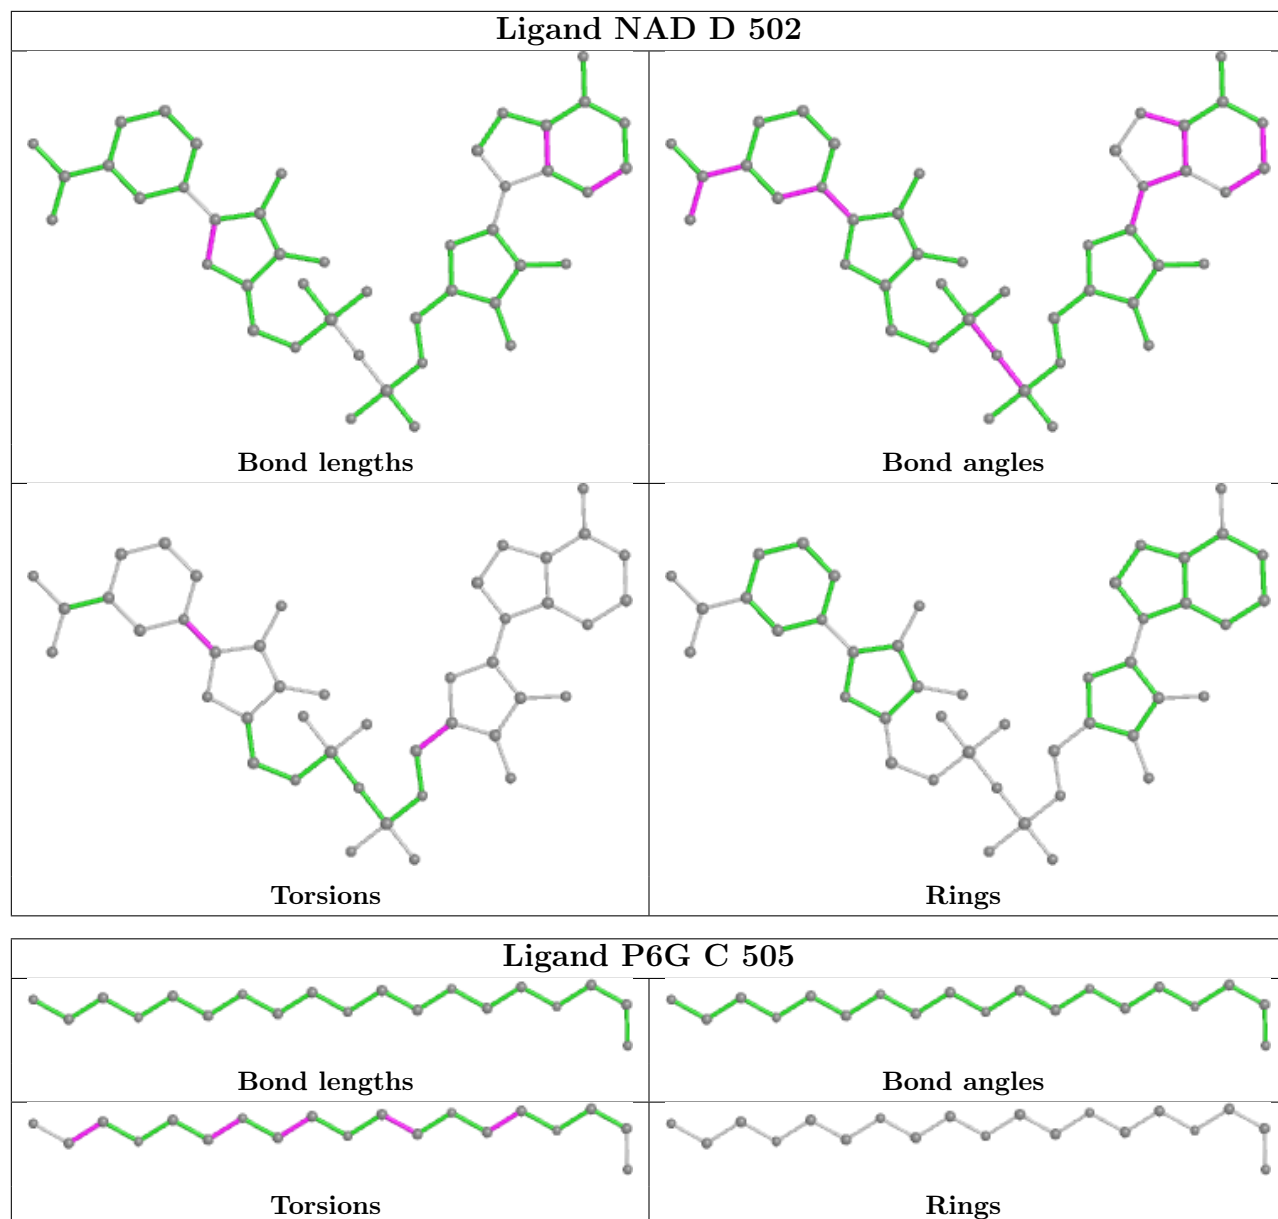 Ligand NAD D 502
Bond lengths
Bond angles
Torsions
Rings
Ligand P6G C 505
Bond lengths
Bond angles
Torsions
Rings